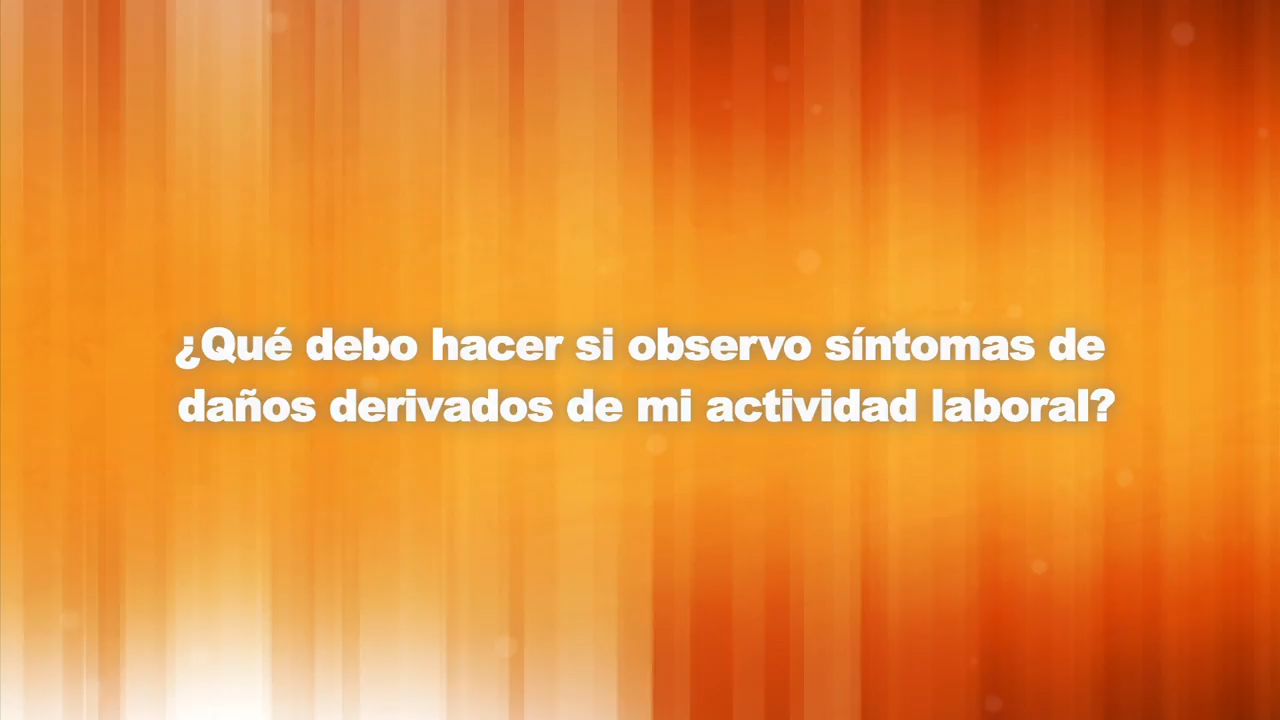 ¿Qué debo hacer si observo síntomas de
daños derivados de mi actividad laboral?